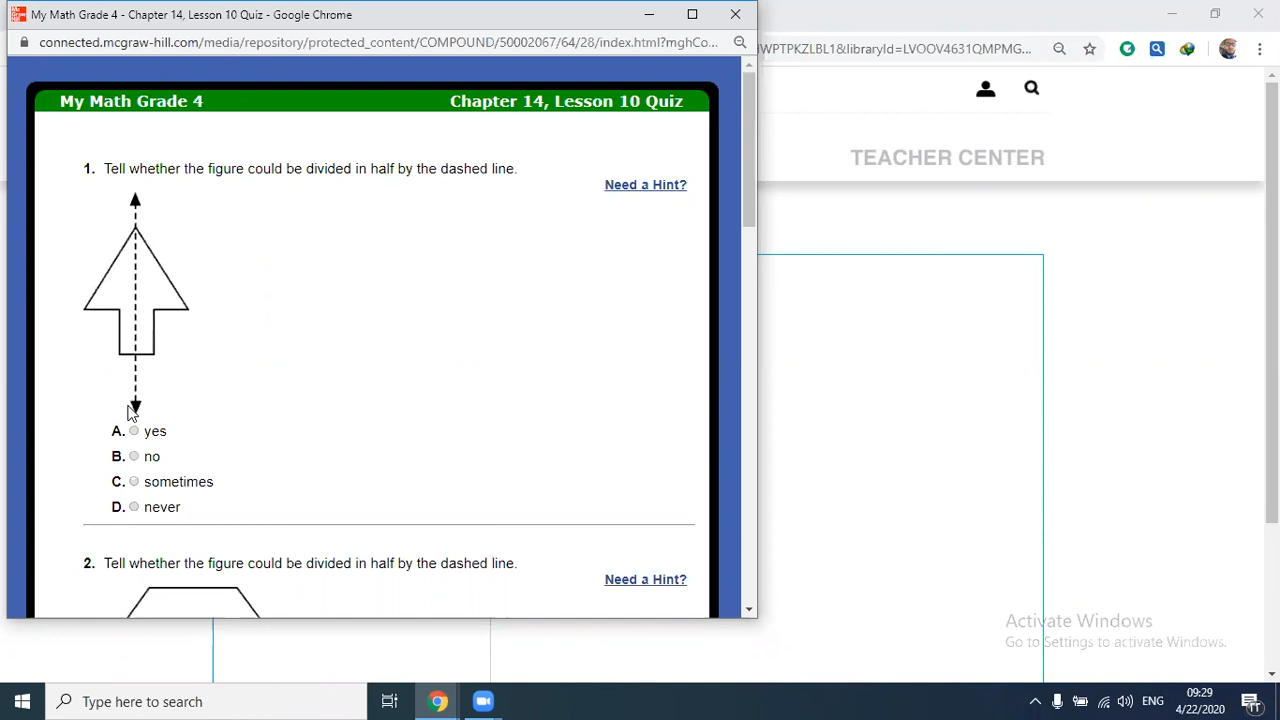 My Math Grade 4 - Chapter 14, Lesson 10 Quiz - Google Chrome
connected.mcgraw-hill.com/media/repository/protected_content/COMPOUND/50002067/64/28/index.html?mghCo...
WPTPKZLBL1&libraryId=LVOOV4631QMPMG...
TEACHER CENTER
My Math Grade 4
Chapter 14, Lesson 10 Quiz
1. Tell whether the figure could be divided in half by the dashed line.
Need a Hint?
A. yes
B. no
C. sometimes
D. never
2. Tell whether the figure could be divided in half by the dashed line.
Need a Hint?
Activate Windows
Go to Settings to activate Windows.
Type here to search
ENG
09:29
4/22/2020